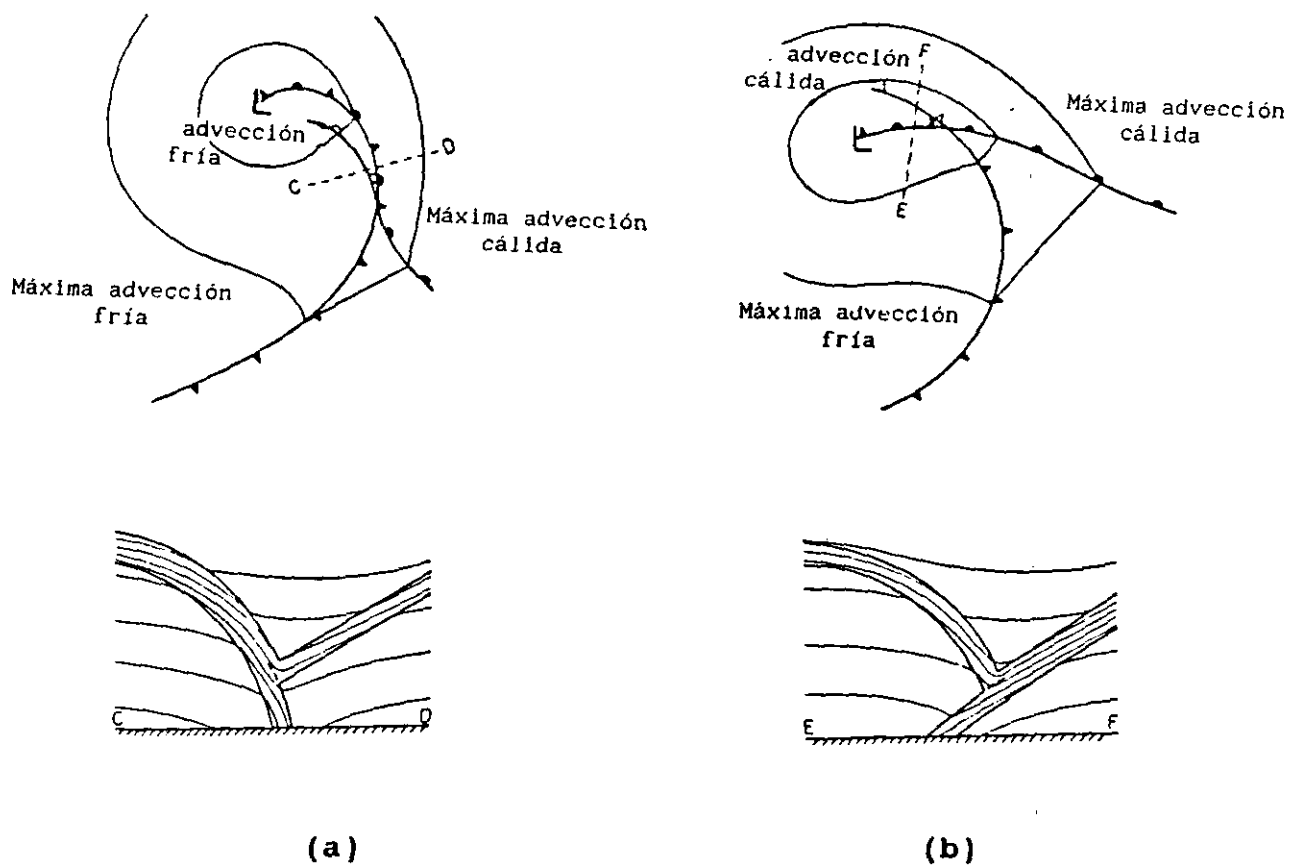 L
advección
fría
C
D
Máxima advección
cálida
Máxima advección
fría
advección
cálida
F
Máxima advección
cálida
L
E
Máxima advección
fría
C
D
E
F
(a)
(b)